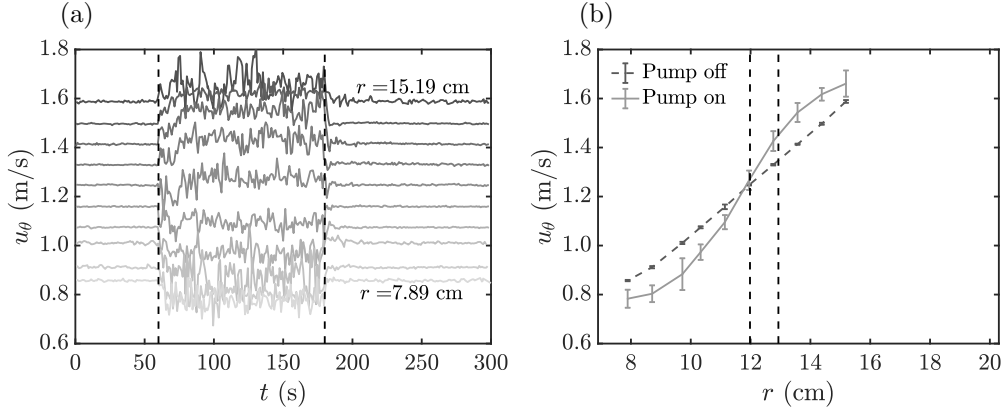 (a)
1.8
1.6
1.4
1.2
1.0
0.8
0.6
u_θ (m/s)
r =15.19 cm
r =7.89 cm
0 50 100 150 200 250 300
t (s)
(b)
1.8
1.6
1.4
1.2
1.0
0.8
0.6
u_θ (m/s)
Pump off
Pump on
8 10 12 14 16 18 20
r (cm)